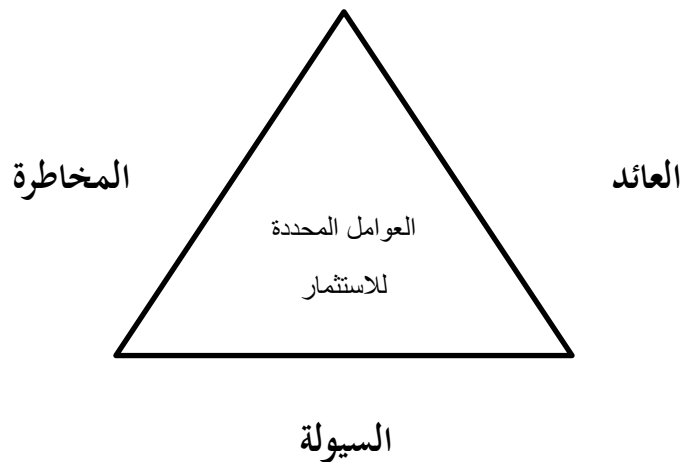 العائد
المخاطرة
العوامل المحددة
للاستثمار
السيولة